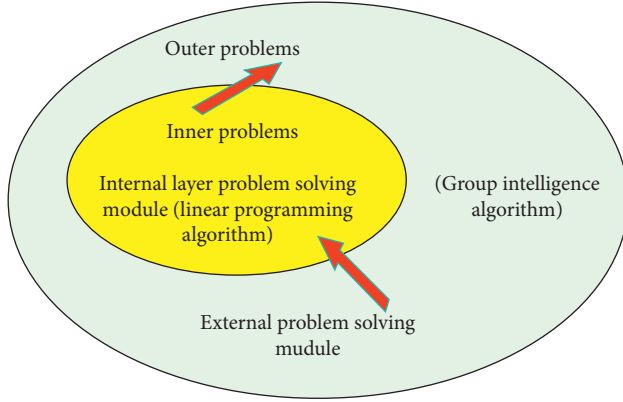 Outer problems
Inner problems
Internal layer problem solving
module (linear programming
algorithm)
(Group intelligence
algorithm)
External problem solving
mudule